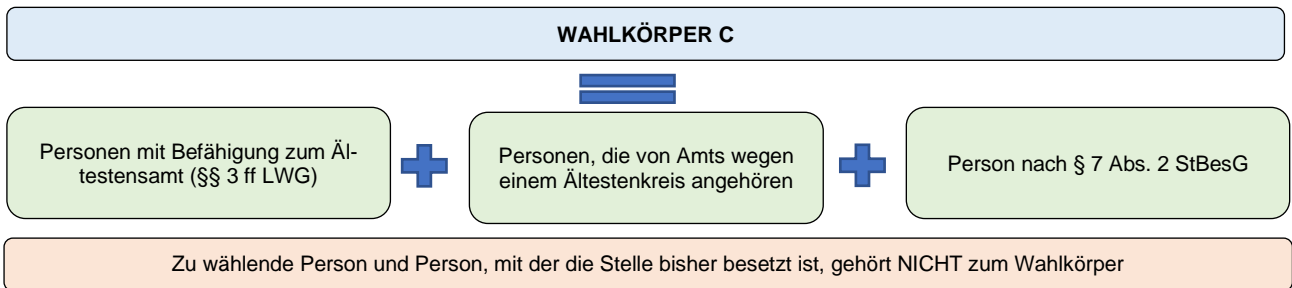 WAHLKÖRPER C
Personen mit Befähigung zum Äl-
testensamt (§§ 3 ff LWG)
Personen, die von Amts wegen
einem Ältestenkreis angehören
Person nach § 7 Abs. 2 StBesG
Zu wählende Person und Person, mit der die Stelle bisher besetzt ist, gehört NICHT zum Wahlkörper